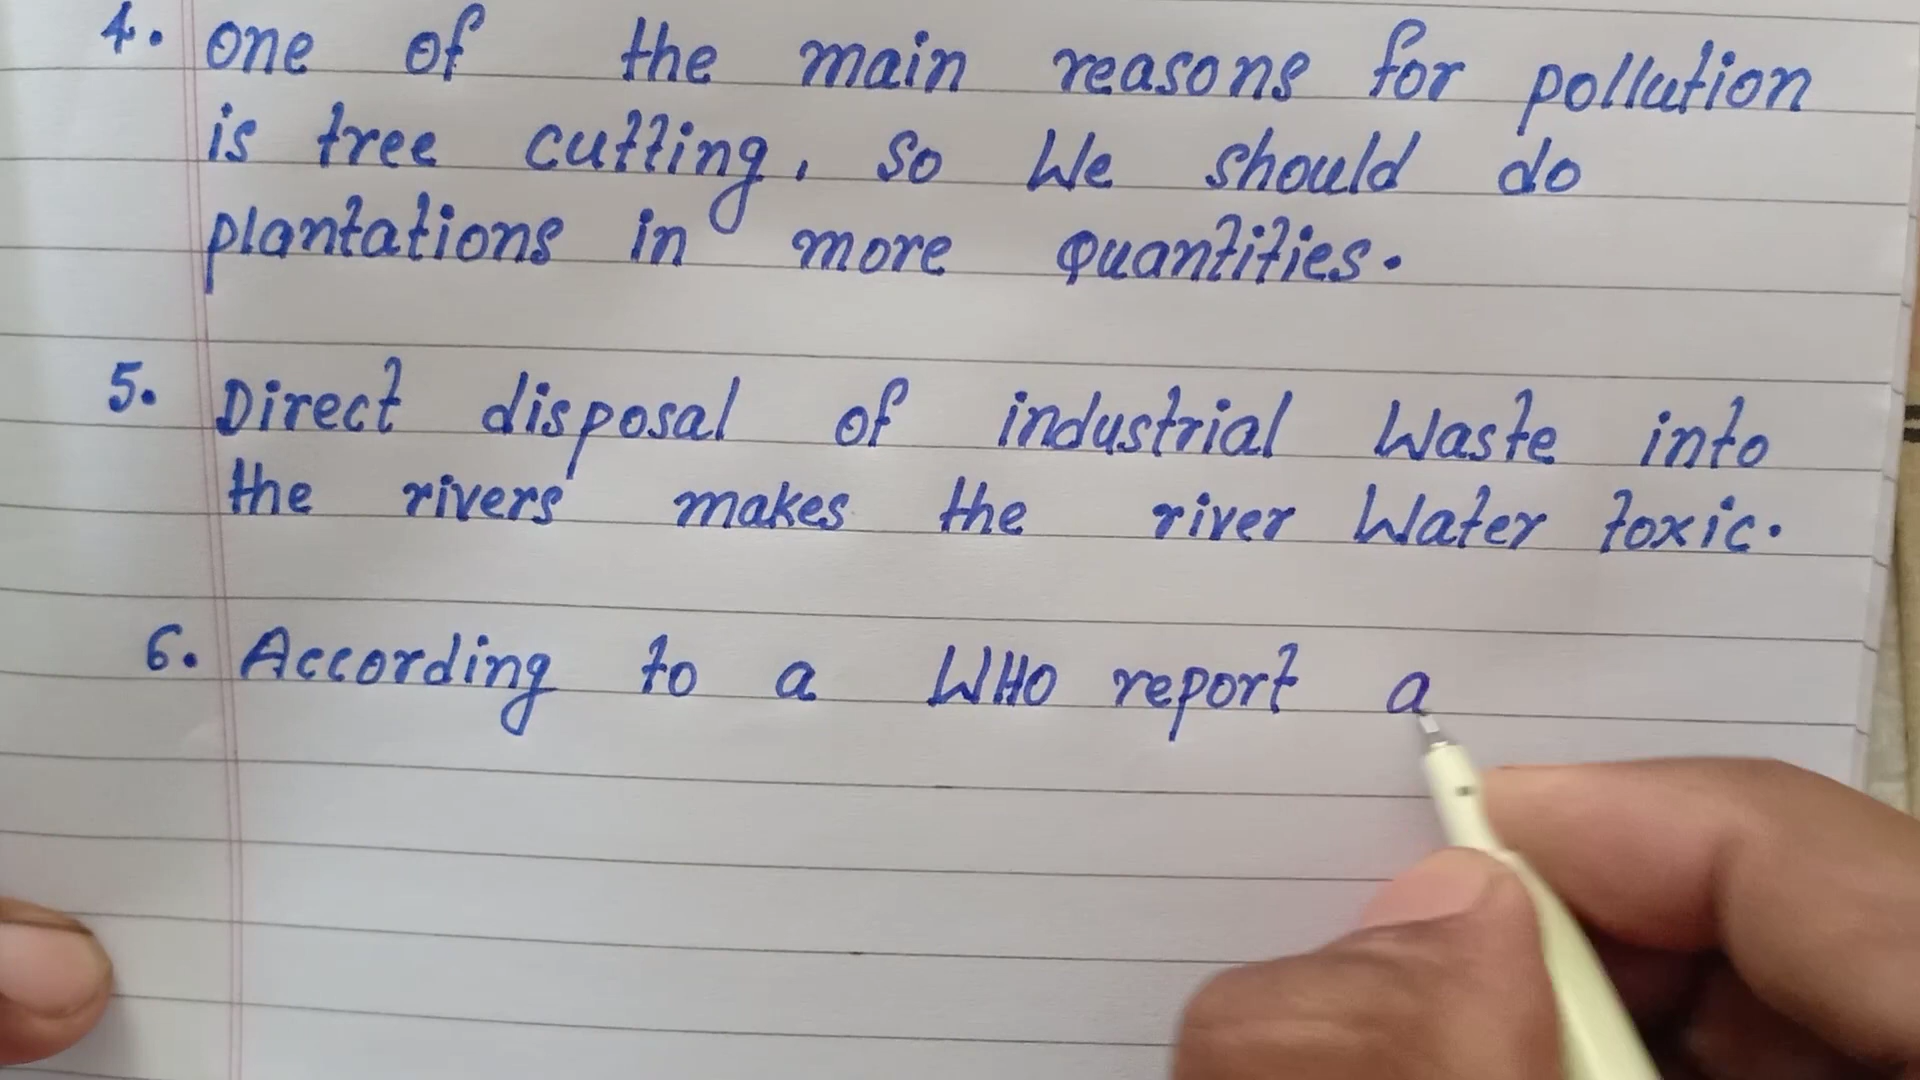 4. one of the main reasons for pollution
is tree cutting, so We should do
plantations in more quantities.
5. Direct disposal of industrial Waste into
the rivers makes the river Water toxic.
6. According to a WHO report a